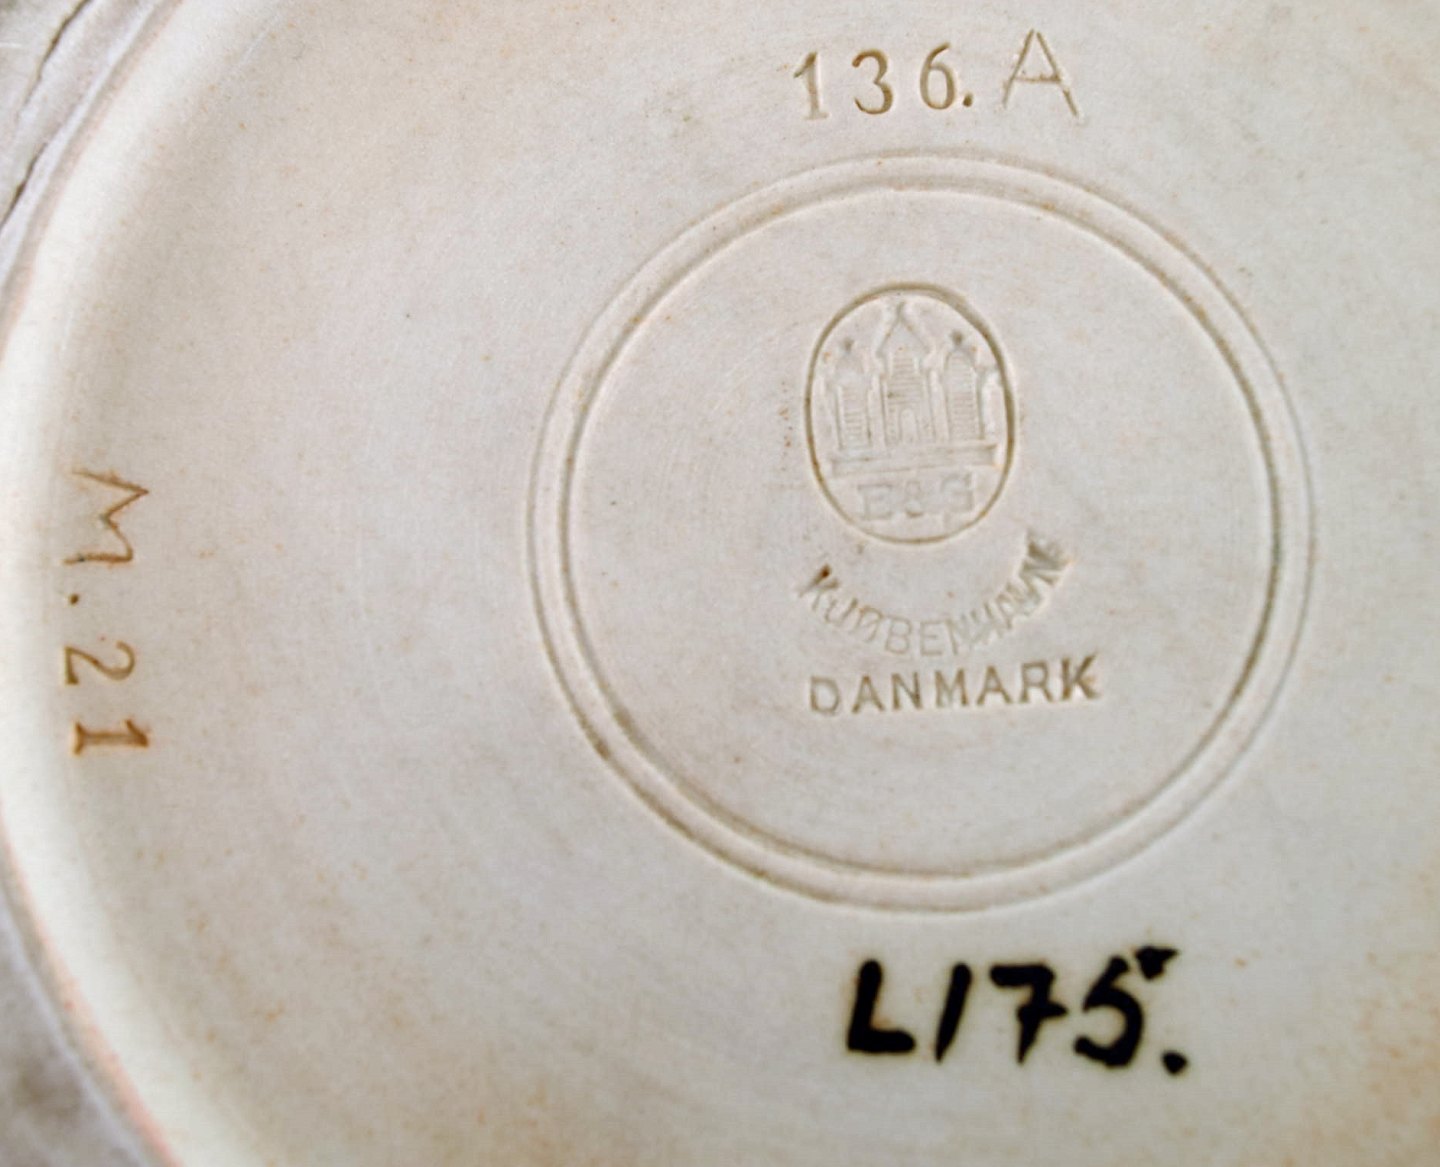 136.A
B&G
KJØBENHAVN
DANMARK
M.21
L175.